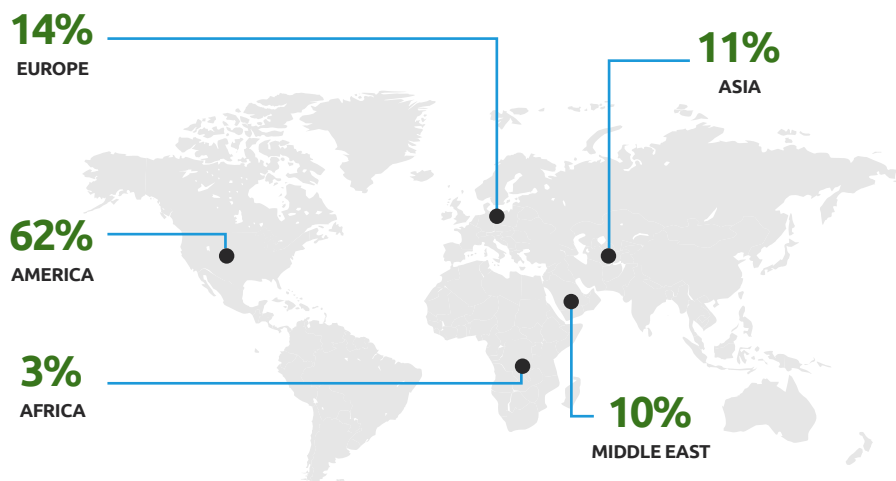 14%
EUROPE
11%
ASIA
62%
AMERICA
3%
AFRICA
10%
MIDDLE EAST